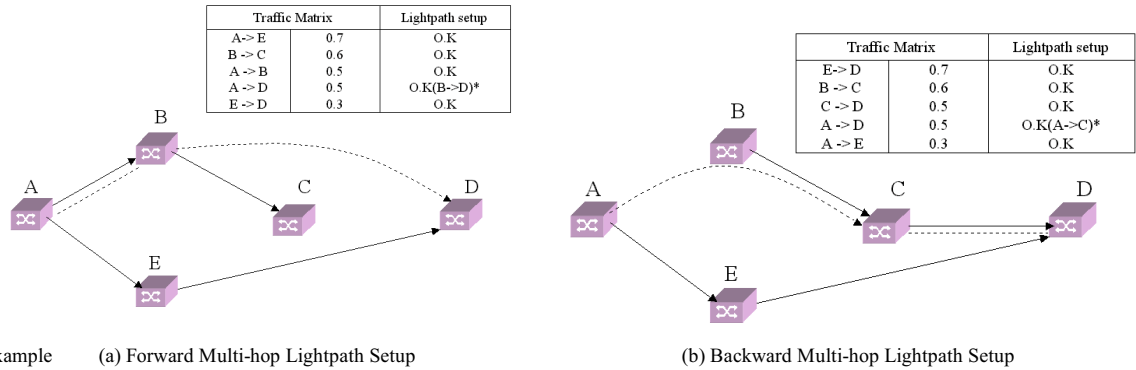 Traffic Matrix Lightpath setup
A-> E 0.7 O.K
B -> C 0.6 O.K
A -> B 0.5 O.K
A -> D 0.5 O.K(B->D)*
E -> D 0.3 O.K
B
A
C
D
E
Traffic Matrix Lightpath setup
E-> D 0.7 O.K
B -> C 0.6 O.K
C -> D 0.5 O.K
A -> D 0.5 O.K(A->C)*
A -> E 0.3 O.K
B
A
C
D
E
xample (a) Forward Multi-hop Lightpath Setup
(b) Backward Multi-hop Lightpath Setup